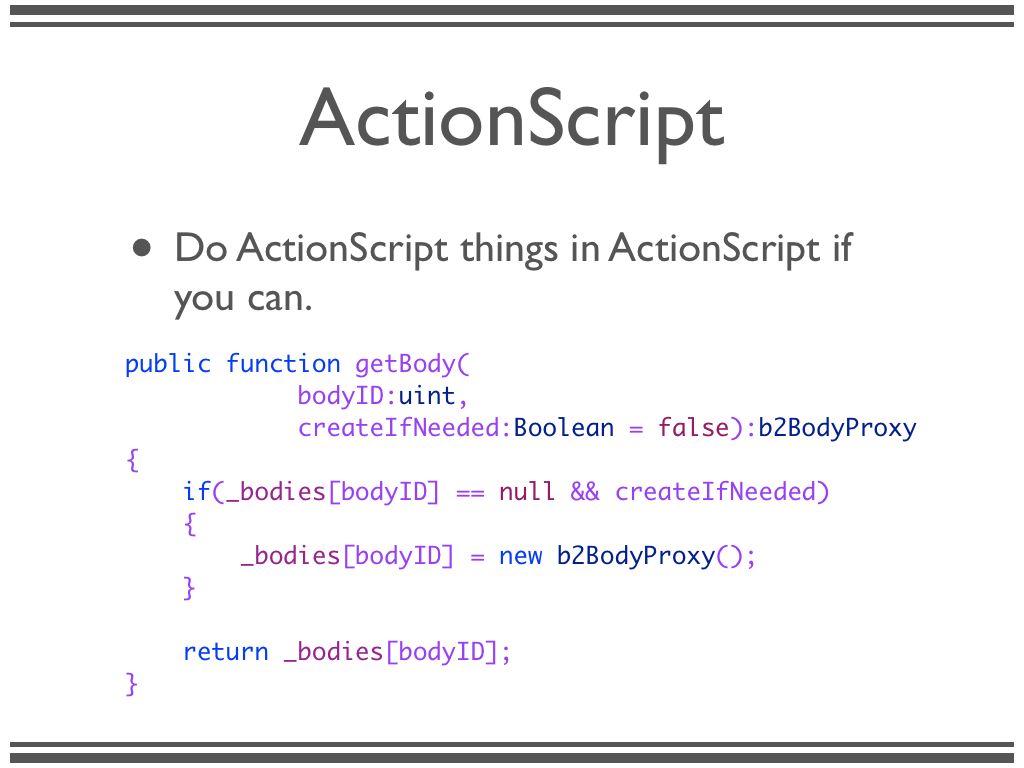 ActionScript
• Do ActionScript things in ActionScript if
you can.
public function getBody(
            bodyID:uint,
            createIfNeeded:Boolean = false):b2BodyProxy
{
    if(_bodies[bodyID] == null && createIfNeeded)
    {
        _bodies[bodyID] = new b2BodyProxy();
    }

    return _bodies[bodyID];
}